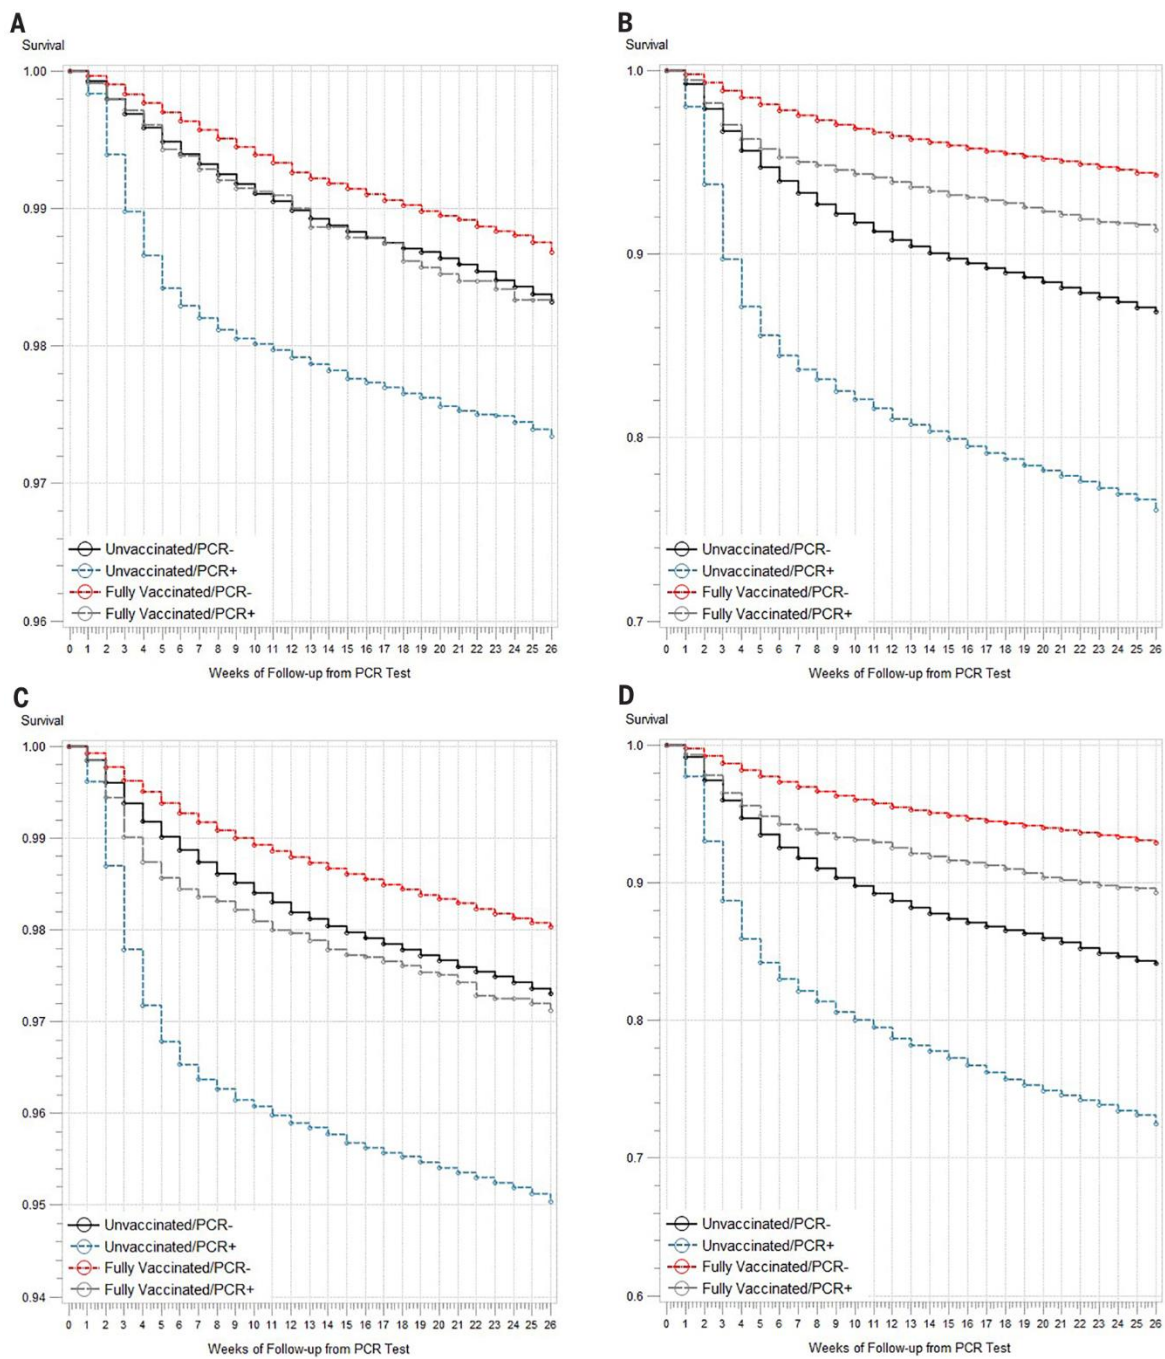 A
Survival
1.00
0.99
0.98
0.97
0.96
Unvaccinated/PCR-
Unvaccinated/PCR+
Fully Vaccinated/PCR-
Fully Vaccinated/PCR+
0 1 2 3 4 5 6 7 8 9 10 11 12 13 14 15 16 17 18 19 20 21 22 23 24 25 26
Weeks of Follow-up from PCR Test
B
Survival
1.0
0.9
0.8
0.7
Unvaccinated/PCR-
Unvaccinated/PCR+
Fully Vaccinated/PCR-
Fully Vaccinated/PCR+
0 1 2 3 4 5 6 7 8 9 10 11 12 13 14 15 16 17 18 19 20 21 22 23 24 25 26
Weeks of Follow-up from PCR Test
C
Survival
1.00
0.99
0.98
0.97
0.96
0.95
0.94
Unvaccinated/PCR-
Unvaccinated/PCR+
Fully Vaccinated/PCR-
Fully Vaccinated/PCR+
0 1 2 3 4 5 6 7 8 9 10 11 12 13 14 15 16 17 18 19 20 21 22 23 24 25 26
Weeks of Follow-up from PCR Test
D
Survival
1.0
0.9
0.8
0.7
0.6
Unvaccinated/PCR-
Unvaccinated/PCR+
Fully Vaccinated/PCR-
Fully Vaccinated/PCR+
0 1 2 3 4 5 6 7 8 9 10 11 12 13 14 15 16 17 18 19 20 21 22 23 24 25 26
Weeks of Follow-up from PCR Test